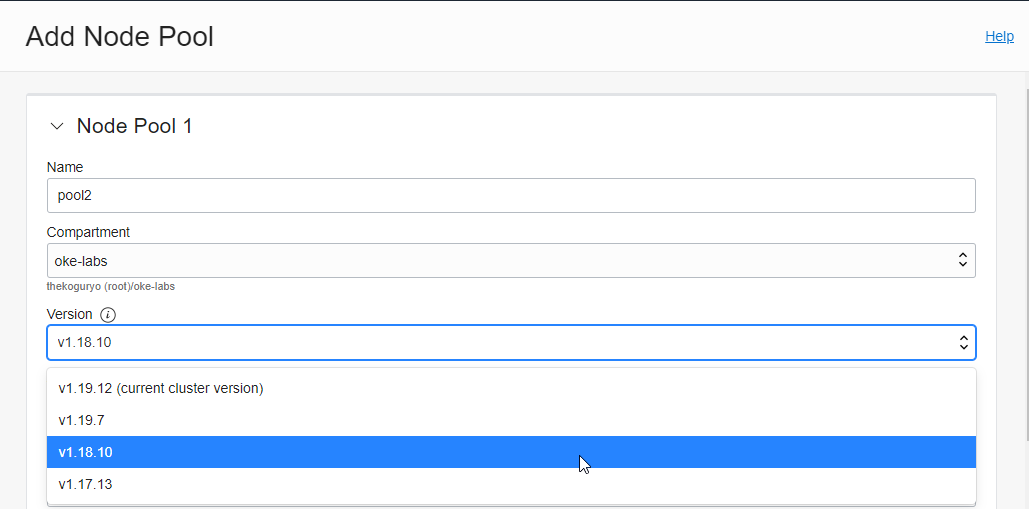 Add Node Pool
Help
Node Pool 1
Name
pool2
Compartment
oke-labs
thekoguryo (root)/oke-labs
Version
v1.18.10
v1.19.12 (current cluster version)
v1.19.7
v1.18.10
v1.17.13